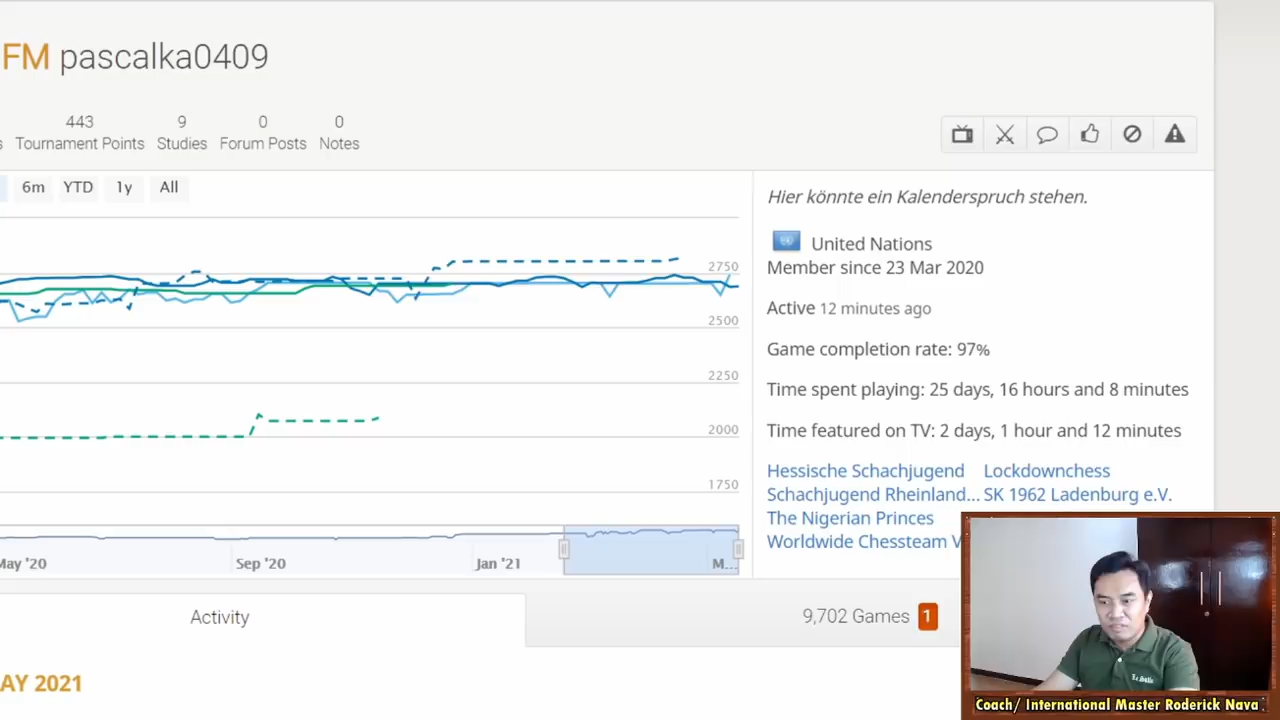 FM pascalka0409
443
9
0
0
s
Tournament Points
Studies
Forum Posts
Notes
6m
YTD
1y
All
2750
2500
2250
2000
1750
May '20
Sep '20
Jan '21
M...
Hier könnte ein Kalenderspruch stehen.
United Nations
Member since 23 Mar 2020
Active 12 minutes ago
Game completion rate: 97%
Time spent playing: 25 days, 16 hours and 8 minutes
Time featured on TV: 2 days, 1 hour and 12 minutes
Hessische Schachjugend
Lockdownchess
Schachjugend Rheinland...
SK 1962 Ladenburg e.V.
The Nigerian Princes
Worldwide Chessteam V
Activity
9,702 Games 1
AY 2021
Coach/ International Master Roderick Nava